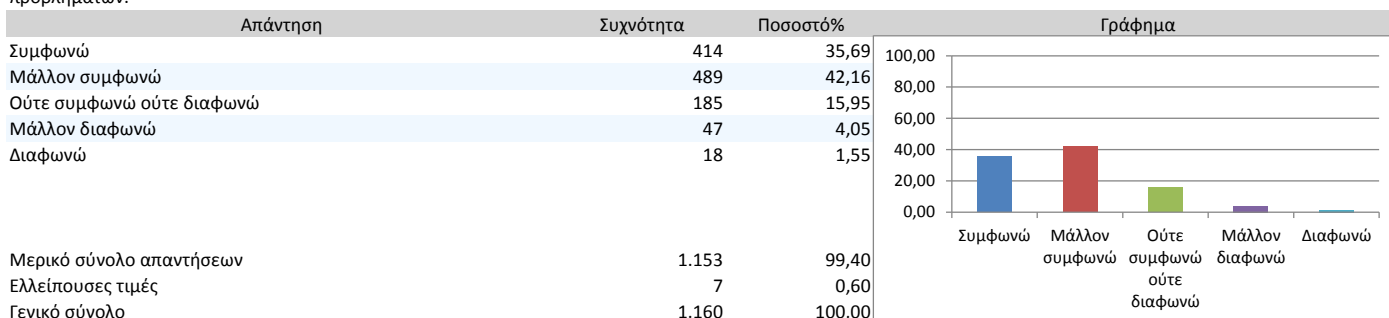 προβλημάτων.
Απάντηση Συχνότητα Ποσοστό% Γράφημα
Συμφωνώ 414 35,69
Μάλλον συμφωνώ 489 42,16
Ούτε συμφωνώ ούτε διαφωνώ 185 15,95
Μάλλον διαφωνώ 47 4,05
Διαφωνώ 18 1,55
Μερικό σύνολο απαντήσεων 1.153 99,40
Ελλείπουσες τιμές 7 0,60
Γενικό σύνολο 1.160 100,00
100,00
80,00
60,00
40,00
20,00
0,00
Συμφωνώ Μάλλον Ούτε Μάλλον Διαφωνώ
συμφωνώ συμφωνώ διαφωνώ
ούτε
διαφωνώ